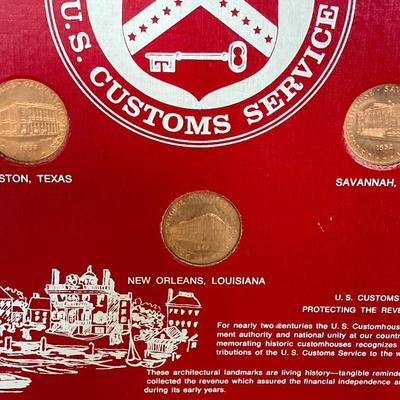 U.S. CUSTOMS SERVICE
STON, TEXAS
SAVANNAH,
NEW ORLEANS, LOUISIANA
U.S. CUSTOMS
PROTECTING THE REVE
For nearly two centuries the U.S. Customhous
ment authority and national unity at our countr
memorating historic customhouses recognizes
tributions of the U.S. Customs Service to the w
These architectural landmarks are living history—tangible reminde
collected the revenue which assured the financial independence an
during its early years.